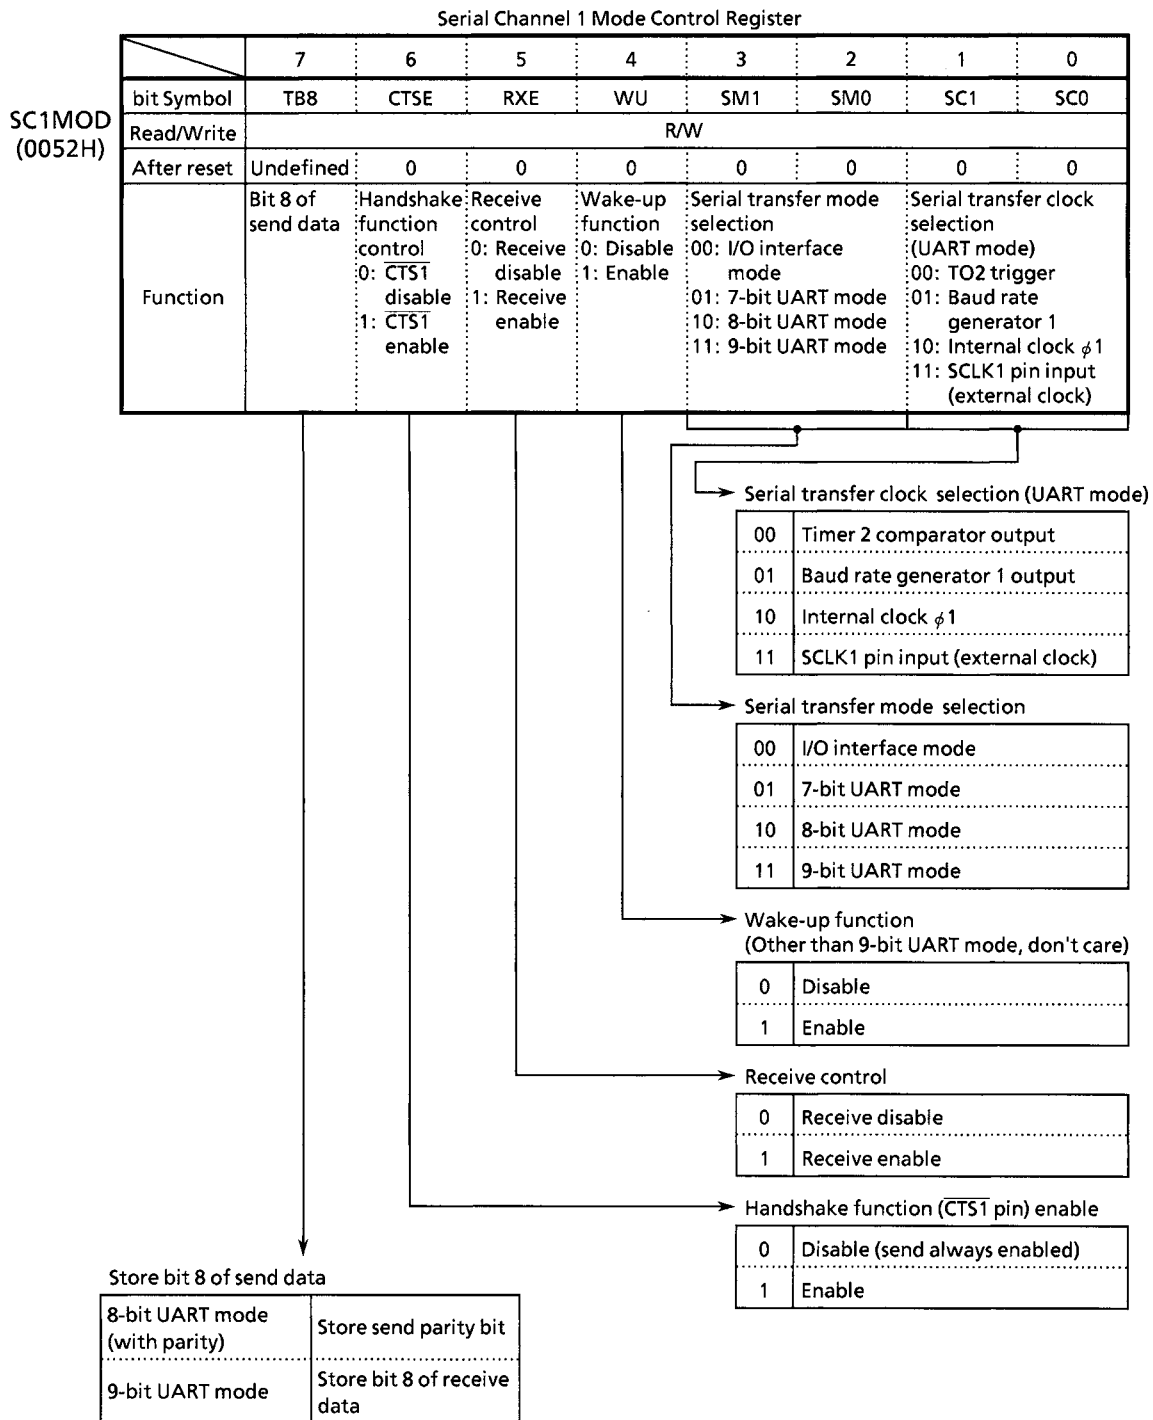 Serial Channel 1 Mode Control Register
7 6 5 4 3 2 1 0
bit Symbol TB8 CTSE RXE WU SM1 SM0 SC1 SC0
SC1MOD
(0052H)
Read/Write R/W
After reset Undefined 0 0 0 0 0 0 0
Function
Bit 8 of
send data
Handshake
function
control
0: CTS1
disable
1: CTS1
enable
Receive
control
0: Receive
disable
1: Receive
enable
Wake-up
function
0: Disable
1: Enable
Serial transfer mode
selection
00: I/O interface
mode
01: 7-bit UART mode
10: 8-bit UART mode
11: 9-bit UART mode
Serial transfer clock
selection
(UART mode)
00: TO2 trigger
01: Baud rate
generator 1
10: Internal clock ϕ1
11: SCLK1 pin input
(external clock)
Serial transfer clock selection (UART mode)
00 Timer 2 comparator output
01 Baud rate generator 1 output
10 Internal clock ϕ1
11 SCLK1 pin input (external clock)
Serial transfer mode selection
00 I/O interface mode
01 7-bit UART mode
10 8-bit UART mode
11 9-bit UART mode
Wake-up function
(Other than 9-bit UART mode, don't care)
0 Disable
1 Enable
Receive control
0 Receive disable
1 Receive enable
Handshake function (CTS1 pin) enable
0 Disable (send always enabled)
1 Enable
Store bit 8 of send data
8-bit UART mode
(with parity)
Store send parity bit
9-bit UART mode
Store bit 8 of receive
data